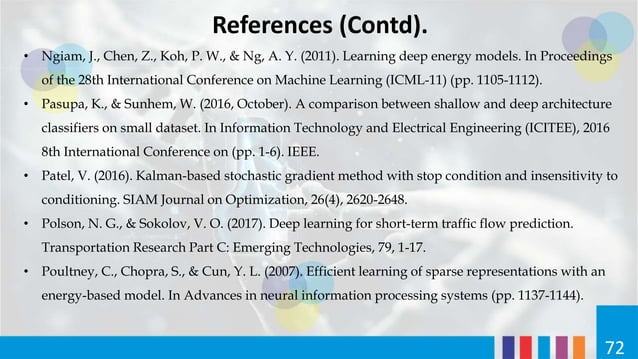 References (Contd).
• Ngiam, J., Chen, Z., Koh, P. W., & Ng, A. Y. (2011). Learning deep energy models. In Proceedings
of the 28th International Conference on Machine Learning (ICML-11) (pp. 1105-1112).
• Pasupa, K., & Sunhem, W. (2016, October). A comparison between shallow and deep architecture
classifiers on small dataset. In Information Technology and Electrical Engineering (ICITEE), 2016
8th International Conference on (pp. 1-6). IEEE.
• Patel, V. (2016). Kalman-based stochastic gradient method with stop condition and insensitivity to
conditioning. SIAM Journal on Optimization, 26(4), 2620-2648.
• Polson, N. G., & Sokolov, V. O. (2017). Deep learning for short-term traffic flow prediction.
Transportation Research Part C: Emerging Technologies, 79, 1-17.
• Poultney, C., Chopra, S., & Cun, Y. L. (2007). Efficient learning of sparse representations with an
energy-based model. In Advances in neural information processing systems (pp. 1137-1144).
72